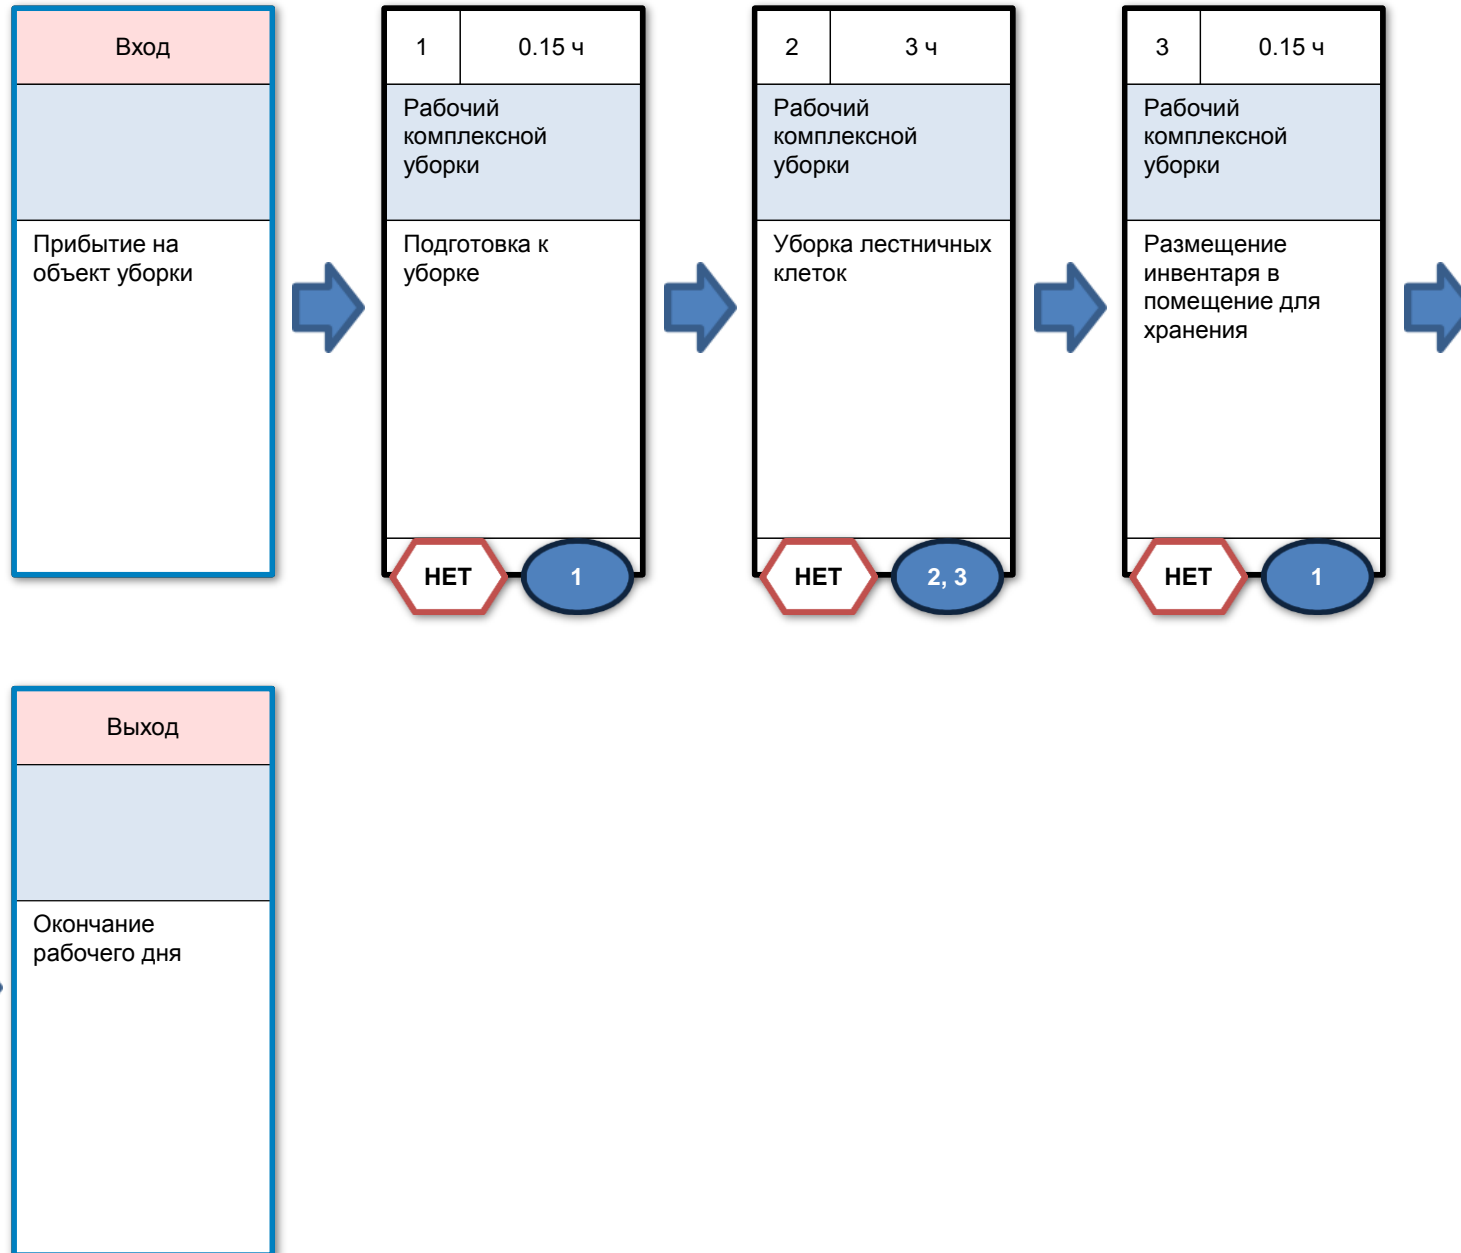 Вход
Прибытие на
объект уборки
1
0.15 ч
Рабочий
комплексной
уборки
Подготовка к
уборке
НЕТ
1
2
3 ч
Рабочий
комплексной
уборки
Уборка лестничных
клеток
НЕТ
2, 3
3
0.15 ч
Рабочий
комплексной
уборки
Размещение
инвентаря в
помещение для
хранения
НЕТ
1
Выход
Окончание
рабочего дня